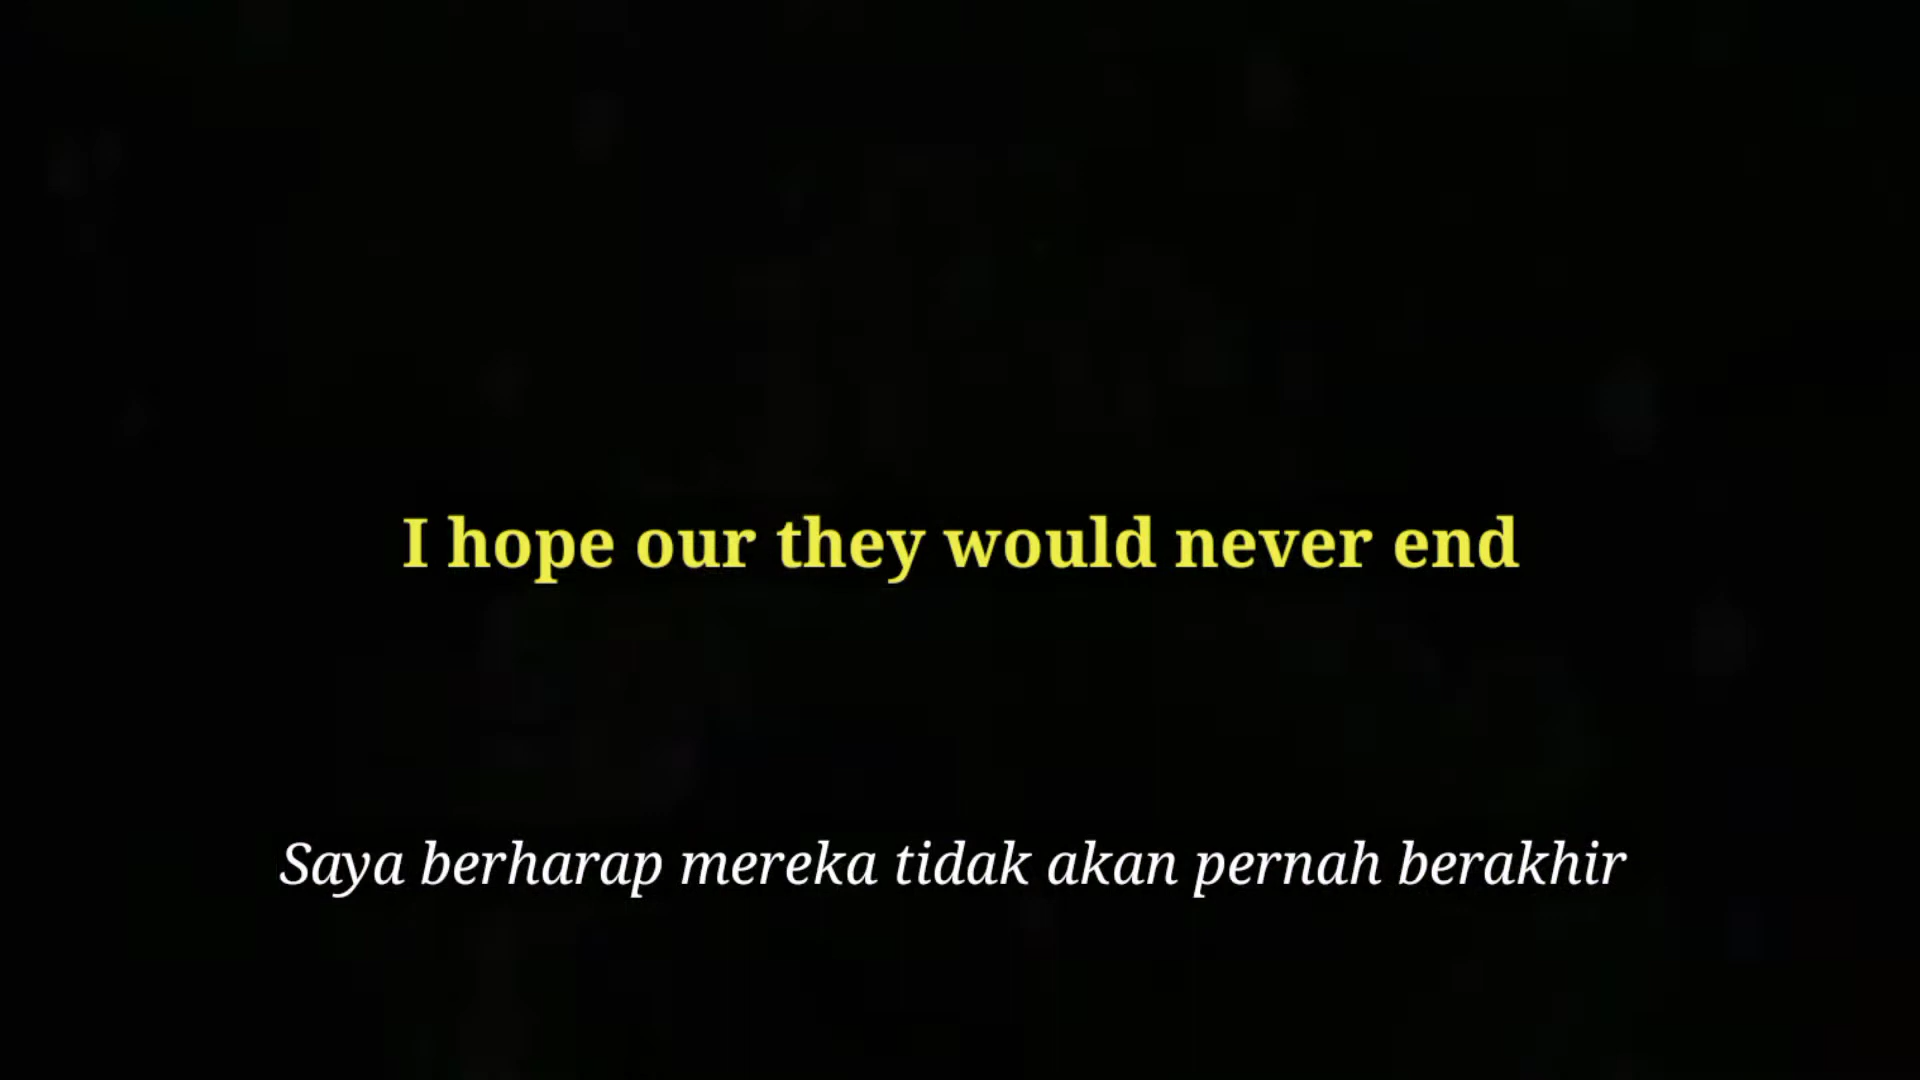 I hope our they would never end
Saya berharap mereka tidak akan pernah berakhir